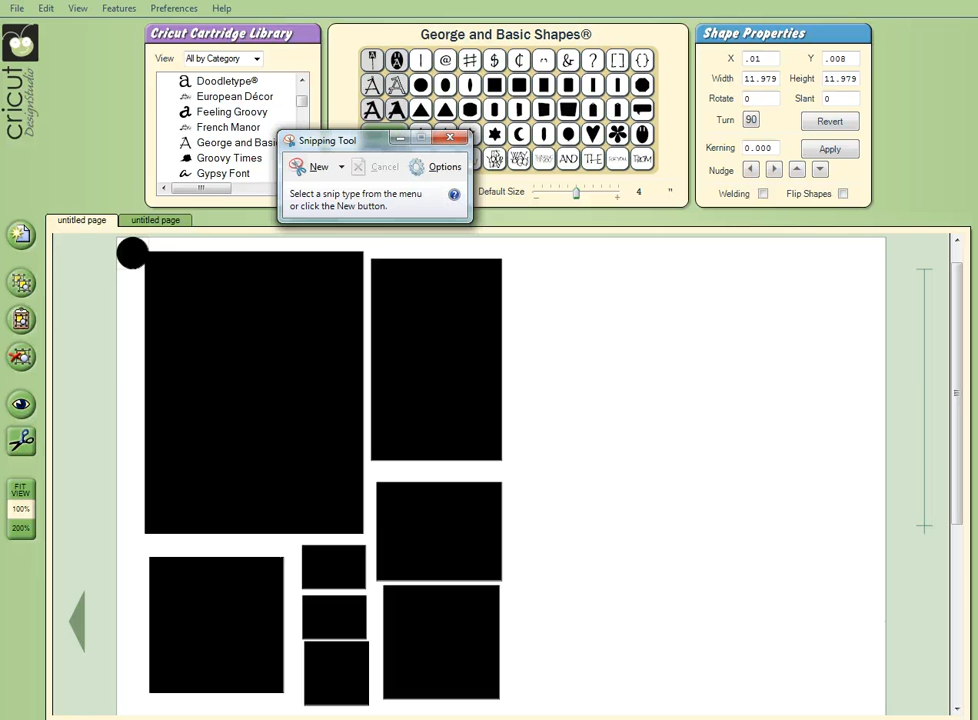 File Edit View Features Preferences Help
cricut
DesignStudio
Cricut Cartridge Library
View All by Category
Doodletype®
European Décor
Feeling Groovy
French Manor
George and Basic
Groovy Times
Gypsy Font
George and Basic Shapes®
@ # $ ¢ & ? [ ] { }
AND THE FROM
Default Size 4 "
Snipping Tool
New Cancel Options
Select a snip type from the menu
or click the New button.
Shape Properties
X .01 Y .008
Width 11.979 Height 11.979
Rotate 0 Slant 0
Turn 90 Revert
Kerning 0.000 Apply
Nudge
Welding Flip Shapes
untitled page untitled page
FIT
VIEW
100%
200%